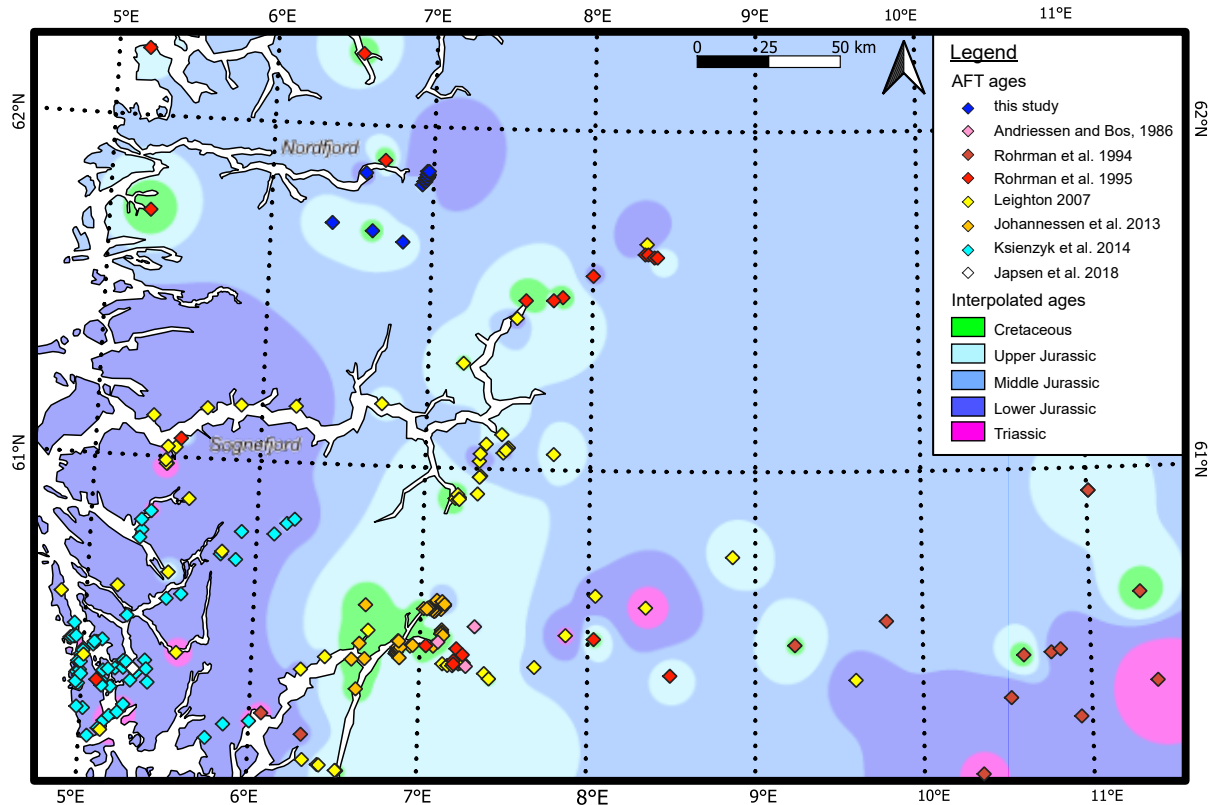 5°E 6°E 7°E 8°E 9°E 10°E 11°E
0 25 50 km
Legend
AFT ages
this study
Andriessen and Bos, 1986
Rohrman et al. 1994
Rohrman et al. 1995
Leighton 2007
Johannessen et al. 2013
Ksienzyk et al. 2014
Japsen et al. 2018
Interpolated ages
Cretaceous
Upper Jurassic
Middle Jurassic
Lower Jurassic
Triassic
62°N
62°N
Nordfjord
61°N
61°N
Sognefjord
5°E 6°E 7°E 8°E 9°E 10°E 11°E